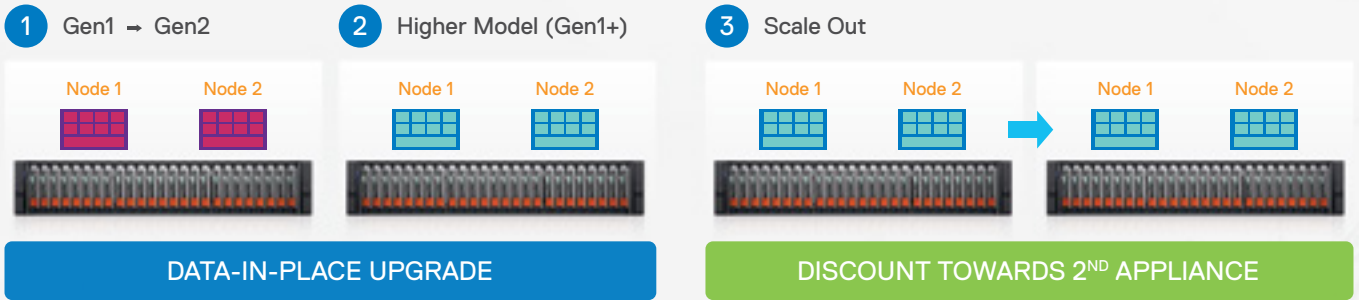 1 Gen1 → Gen2
2 Higher Model (Gen1+)
3 Scale Out
Node 1 Node 2
Node 1 Node 2
Node 1 Node 2
Node 1 Node 2
DATA-IN-PLACE UPGRADE
DISCOUNT TOWARDS 2ND APPLIANCE